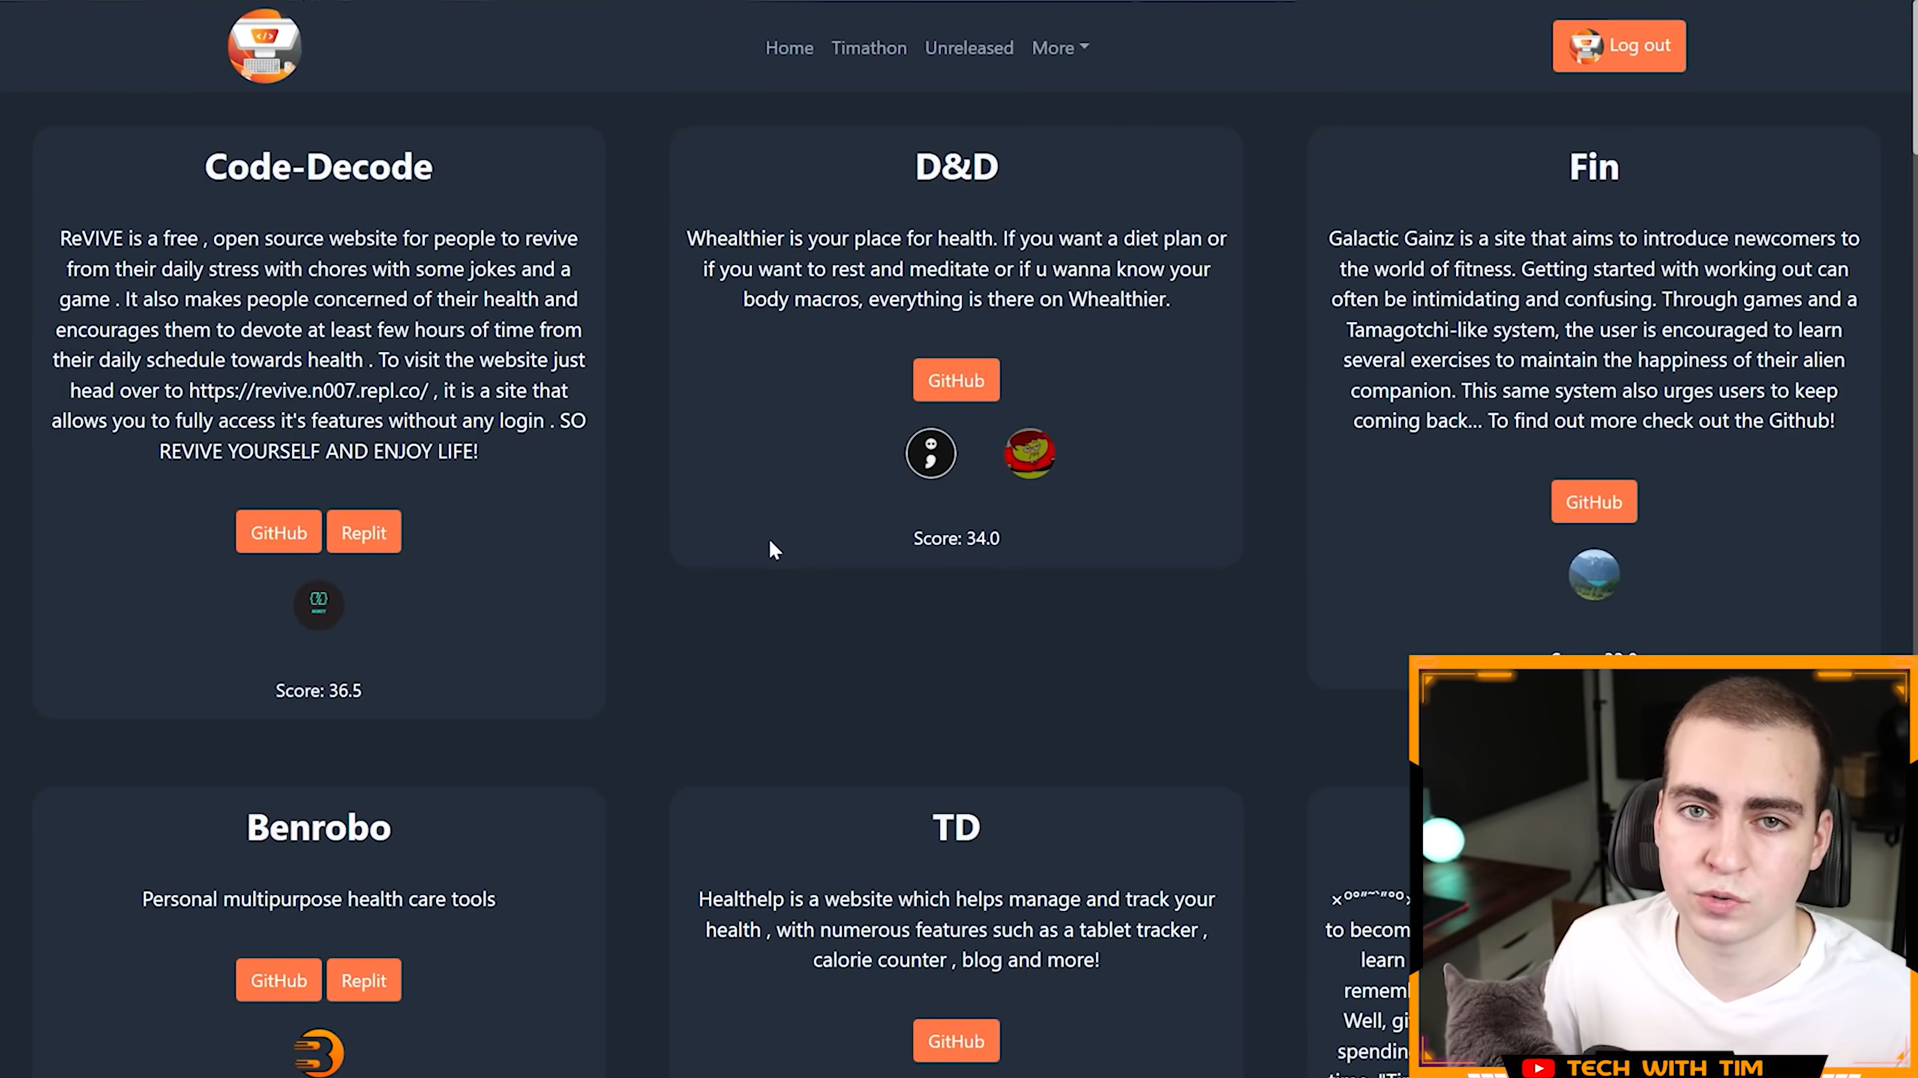 Home Timathon Unreleased More
Log out
Code-Decode
ReVIVE is a free , open source website for people to revive
from their daily stress with chores with some jokes and a
game . It also makes people concerned of their health and
encourages them to devote at least few hours of time from
their daily schedule towards health . To visit the website just
head over to https://revive.n007.repl.co/ , it is a site that
allows you to fully access it's features without any login . SO
REVIVE YOURSELF AND ENJOY LIFE!
GitHub Replit
Score: 36.5
D&D
Whealthier is your place for health. If you want a diet plan or
if you want to rest and meditate or if u wanna know your
body macros, everything is there on Whealthier.
GitHub
Score: 34.0
Fin
Galactic Gainz is a site that aims to introduce newcomers to
the world of fitness. Getting started with working out can
often be intimidating and confusing. Through games and a
Tamagotchi-like system, the user is encouraged to learn
several exercises to maintain the happiness of their alien
companion. This same system also urges users to keep
coming back... To find out more check out the Github!
GitHub
Benrobo
Personal multipurpose health care tools
GitHub Replit
TD
Healthelp is a website which helps manage and track your
health , with numerous features such as a tablet tracker ,
calorie counter , blog and more!
GitHub
to becom
learn
rememb
Well, gi
spendin
TECH WITH TIM